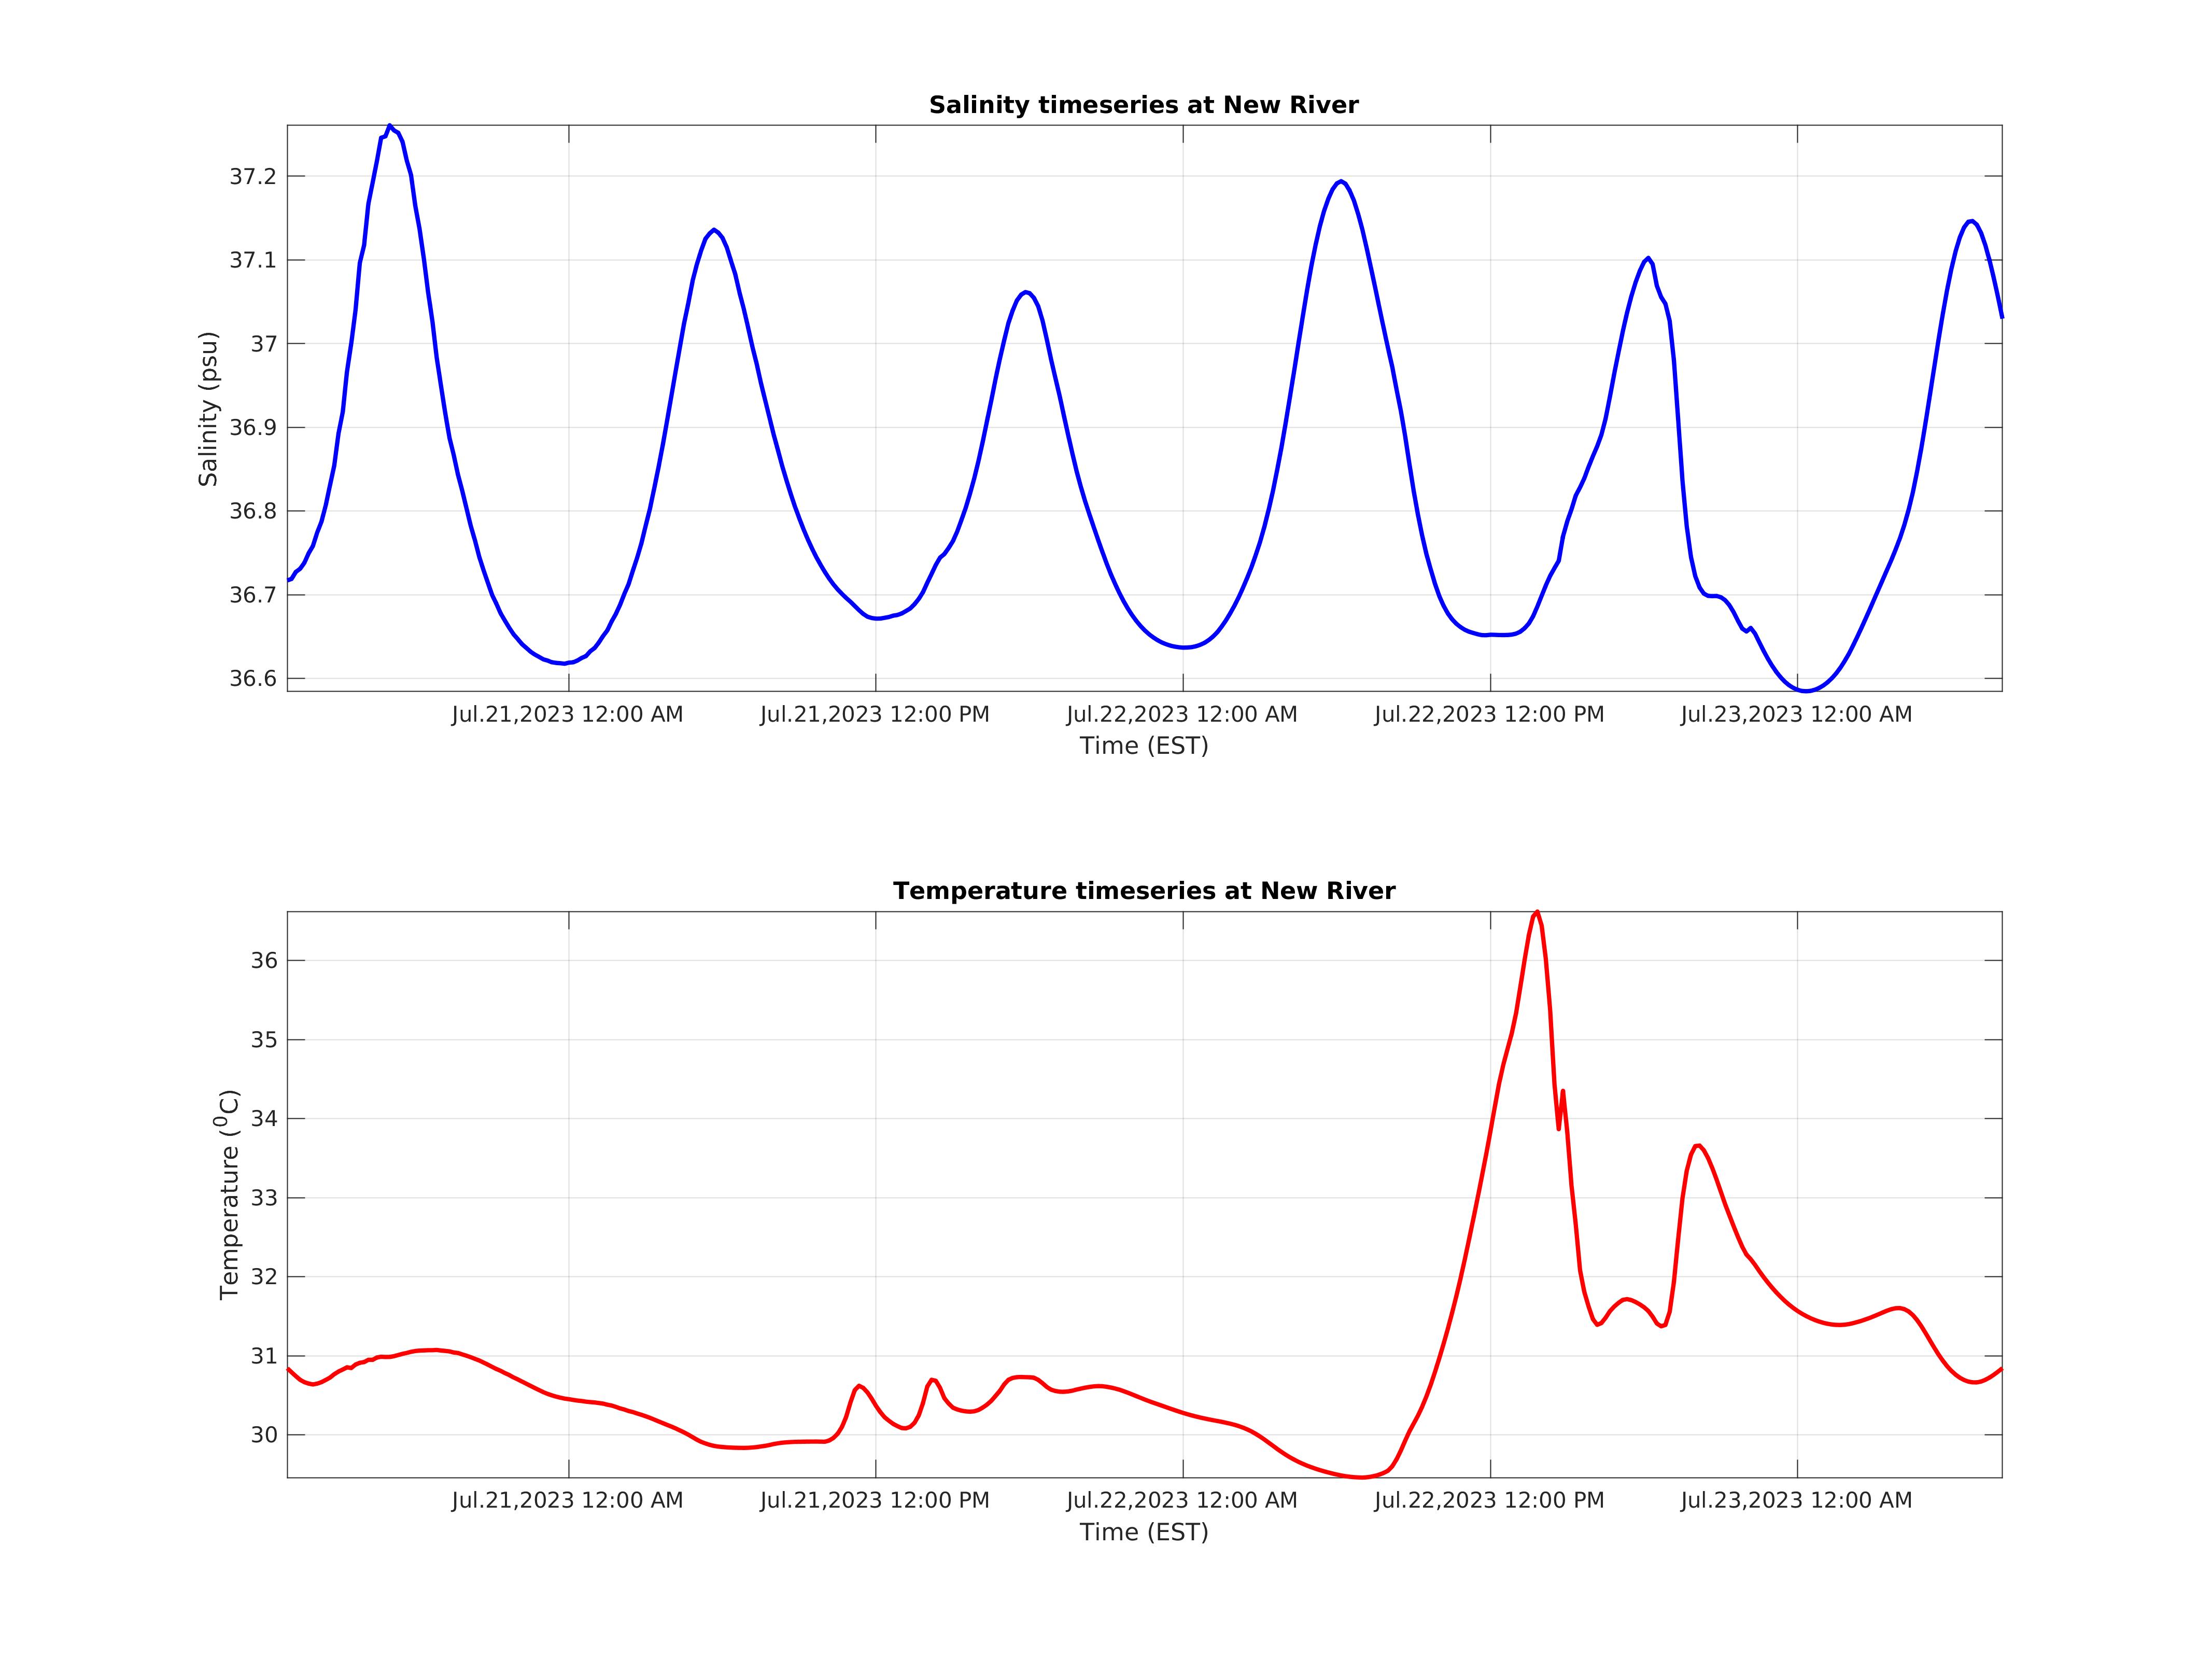 Salinity timeseries at New River
Salinity (psu)
37.2
37.1
37
36.9
36.8
36.7
36.6
Jul.21,2023 12:00 AM Jul.21,2023 12:00 PM Jul.22,2023 12:00 AM Jul.22,2023 12:00 PM Jul.23,2023 12:00 AM
Time (EST)
Temperature timeseries at New River
Temperature (⁰C)
36
35
34
33
32
31
30
Jul.21,2023 12:00 AM Jul.21,2023 12:00 PM Jul.22,2023 12:00 AM Jul.22,2023 12:00 PM Jul.23,2023 12:00 AM
Time (EST)